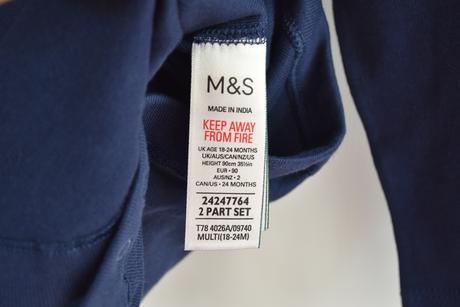 M&S
MADE IN INDIA
KEEP AWAY
FROM FIRE
UK AGE 18-24 MONTHS
UK/AUS/CAN/NZ/US
HEIGHT 90cm 35½in
EUR • 90
AUS/NZ • 2
CAN/US • 24 MONTHS
24247764
2 PART SET
T78 4026A/09740
MULTI(18-24M)